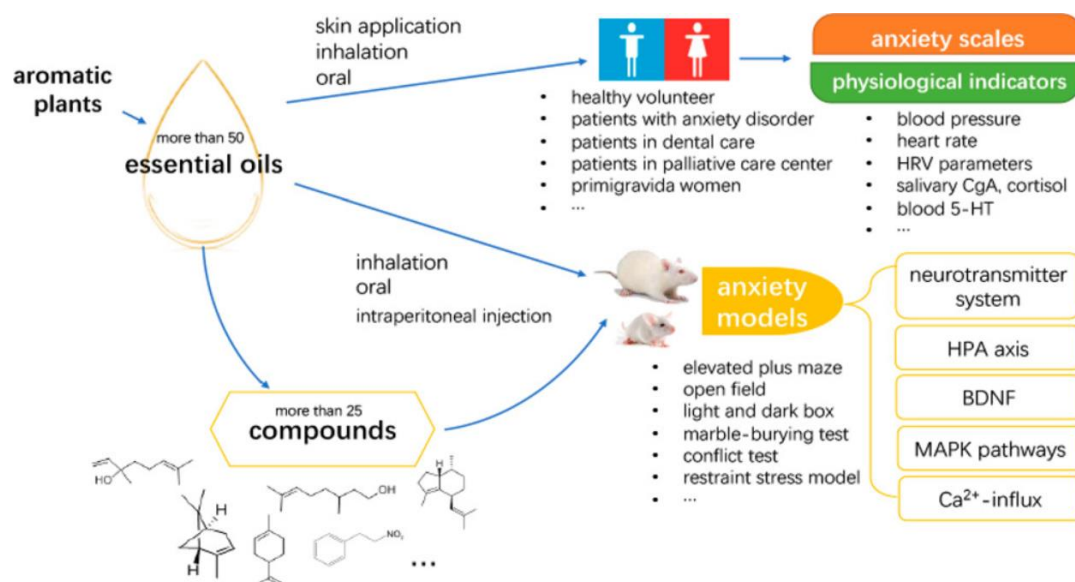 aromatic
plants
more than 50
essential oils
skin application
inhalation
oral
• healthy volunteer
• patients with anxiety disorder
• patients in dental care
• patients in palliative care center
• primigravida women
• ...
anxiety scales
physiological indicators
• blood pressure
• heart rate
• HRV parameters
• salivary CgA, cortisol
• blood 5-HT
• ...
inhalation
oral
intraperitoneal injection
anxiety
models
• elevated plus maze
• open field
• light and dark box
• marble-burying test
• conflict test
• restraint stress model
• ...
neurotransmitter
system
HPA axis
BDNF
MAPK pathways
Ca²⁺-influx
more than 25
compounds
HO
OH
H
H
H
NO₂
...